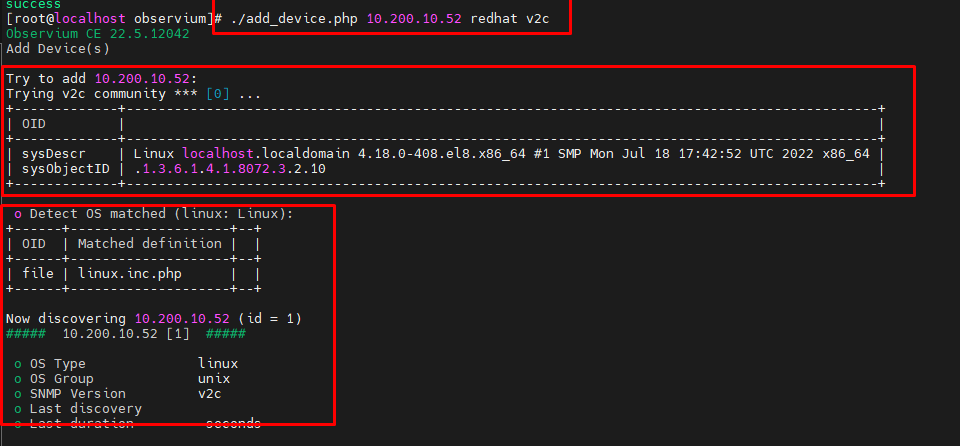 success
[root@localhost observium]# ./add_device.php 10.200.10.52 redhat v2c
Observium CE 22.5.12042
Add Device(s)
Try to add 10.200.10.52:
Trying v2c community *** [0] ...
+-------------+----------------------------------------------------------------------------------------------+
| OID         |                                                                                              |
+-------------+----------------------------------------------------------------------------------------------+
| sysDescr    | Linux localhost.localdomain 4.18.0-408.el8.x86_64 #1 SMP Mon Jul 18 17:42:52 UTC 2022 x86_64 |
| sysObjectID | .1.3.6.1.4.1.8072.3.2.10                                                                     |
+-------------+----------------------------------------------------------------------------------------------+
o Detect OS matched (linux: Linux):
+------+--------------------+--+
| OID  | Matched definition |  |
+------+--------------------+--+
| file | linux.inc.php      |  |
+------+--------------------+--+
Now discovering 10.200.10.52 (id = 1)
#####  10.200.10.52 [1]  #####
o OS Type              linux
o OS Group             unix
o SNMP Version         v2c
o Last discovery
o Last duration         seconds